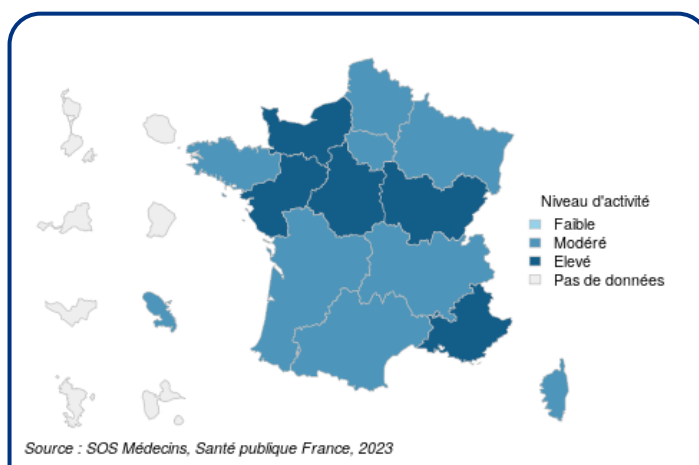 Niveau d'activité
Faible
Modéré
Elevé
Pas de données
Source : SOS Médecins, Santé publique France, 2023